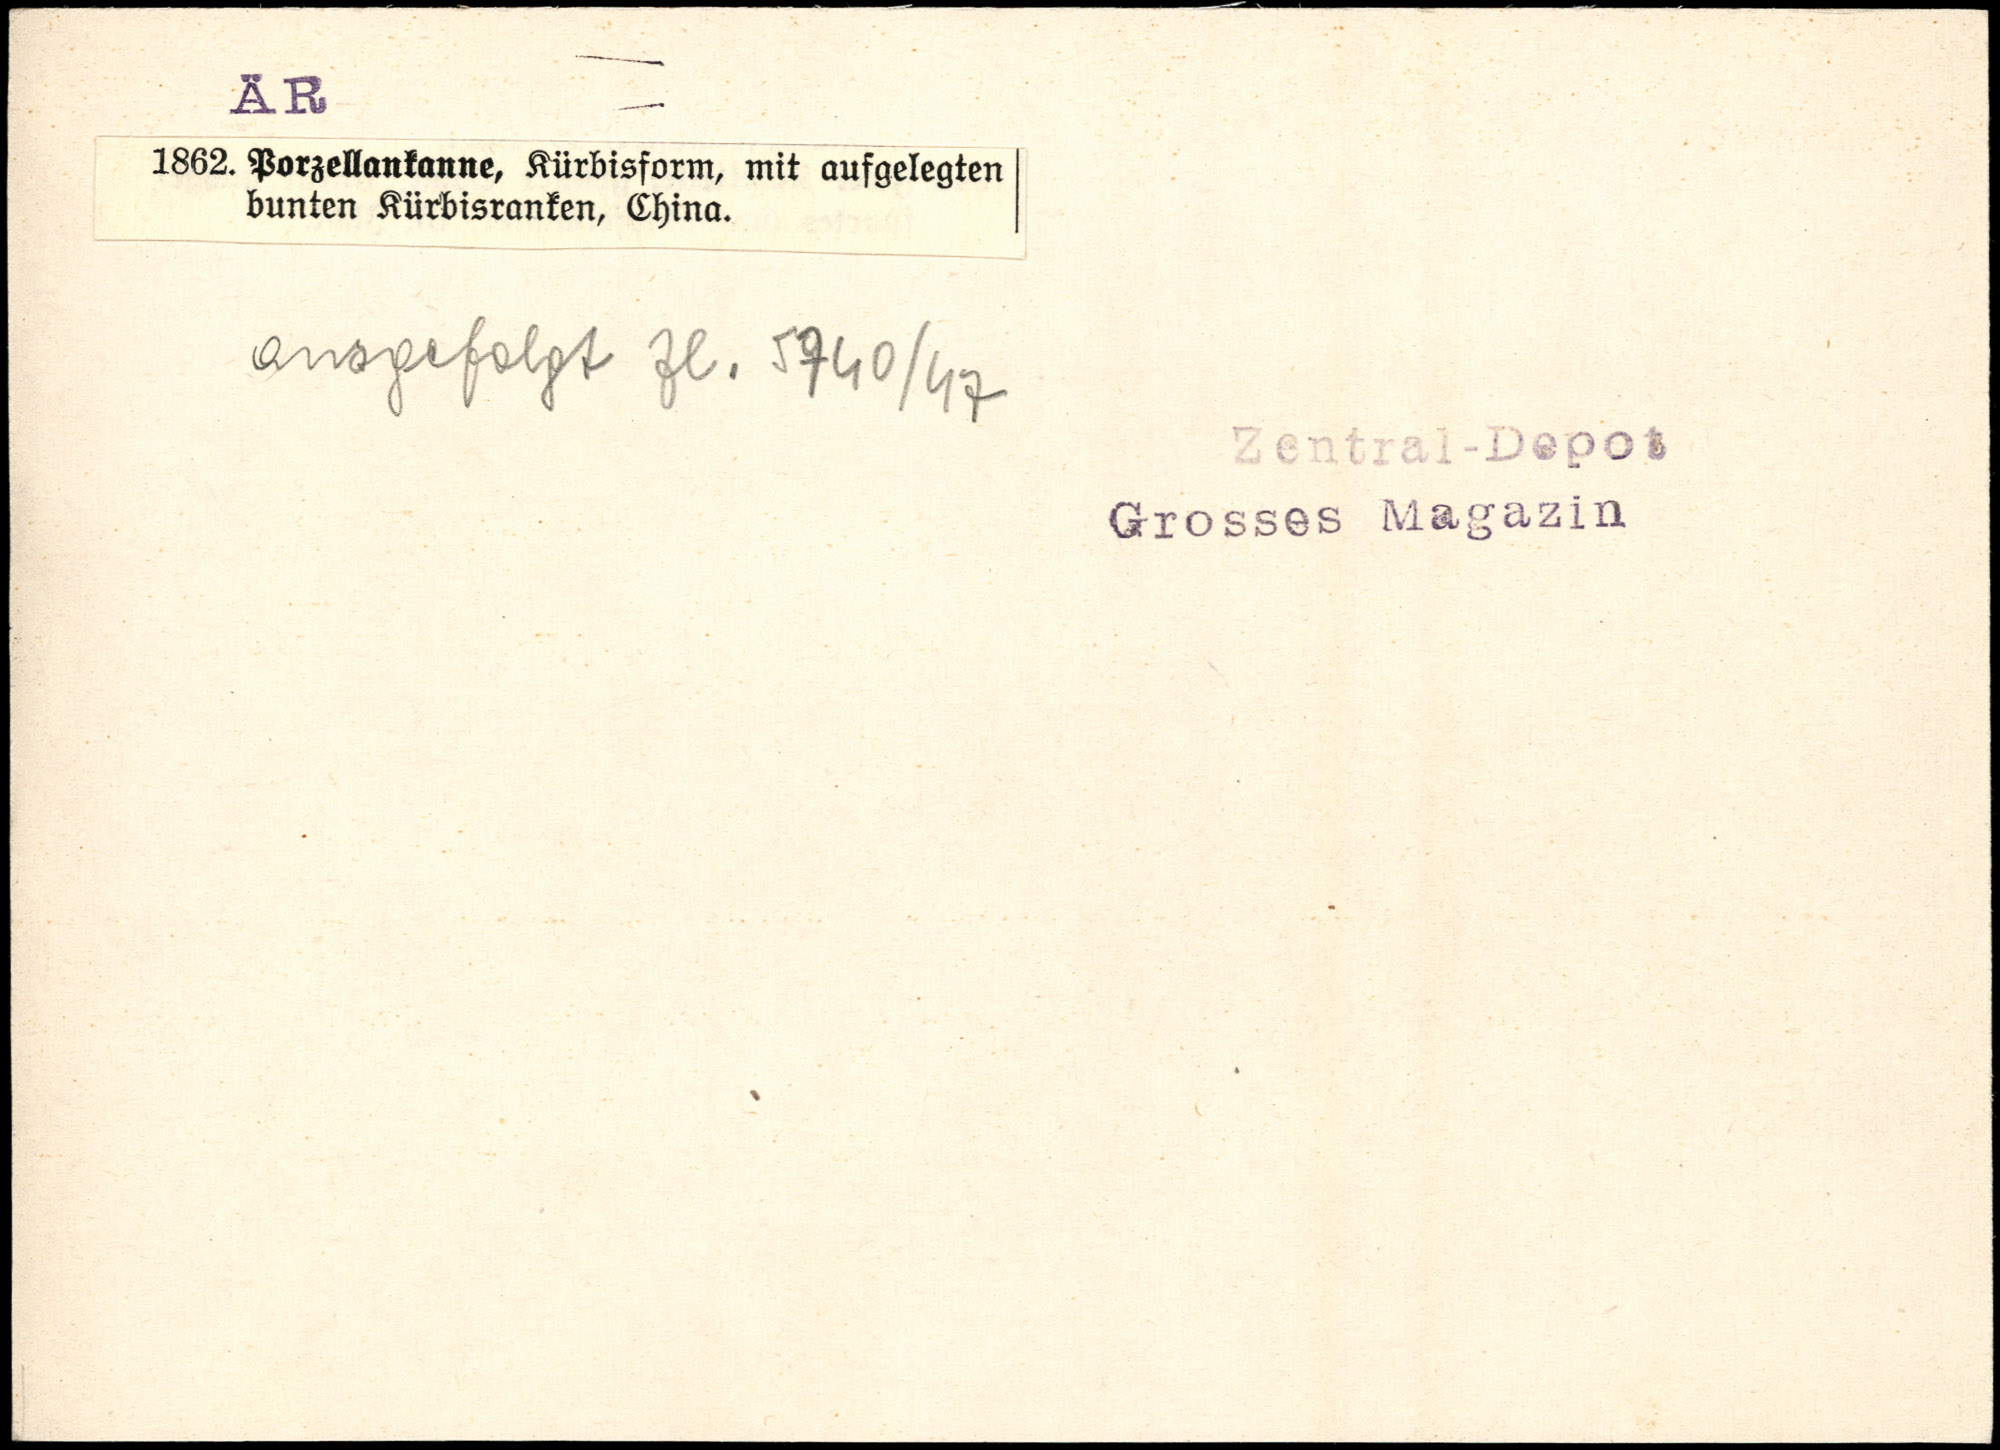 ÄR
1862. Porzellankanne, Kürbisform, mit aufgelegten
bunten Kürbisranken, China.
ausgefolgt Zl. 5740/47
Zentral-Depot
Grosses Magazin